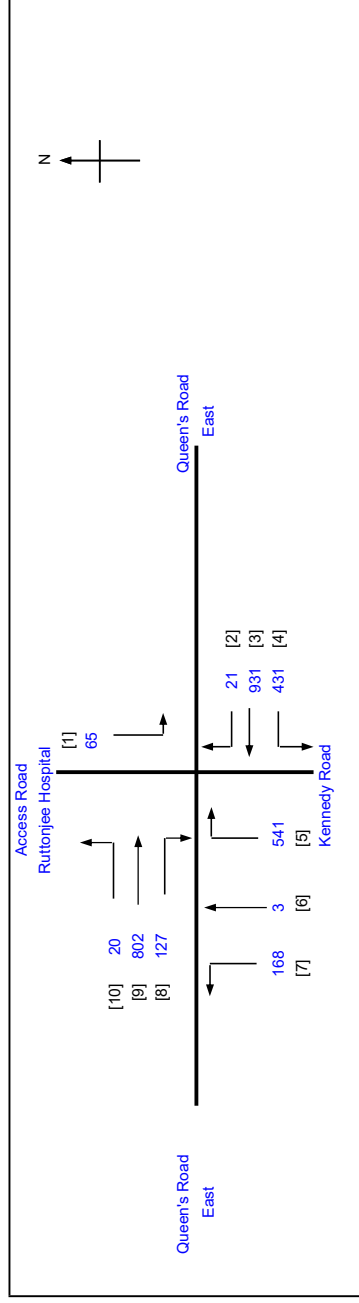 N
Access Road
Ruttonjee Hospital
[1]
65
[10] 20
[9] 802
[8] 127
Queen's Road
East
Queen's Road
East
21 [2]
931 [3]
431 [4]
168 3 541
[7] [6] [5]
Kennedy Road